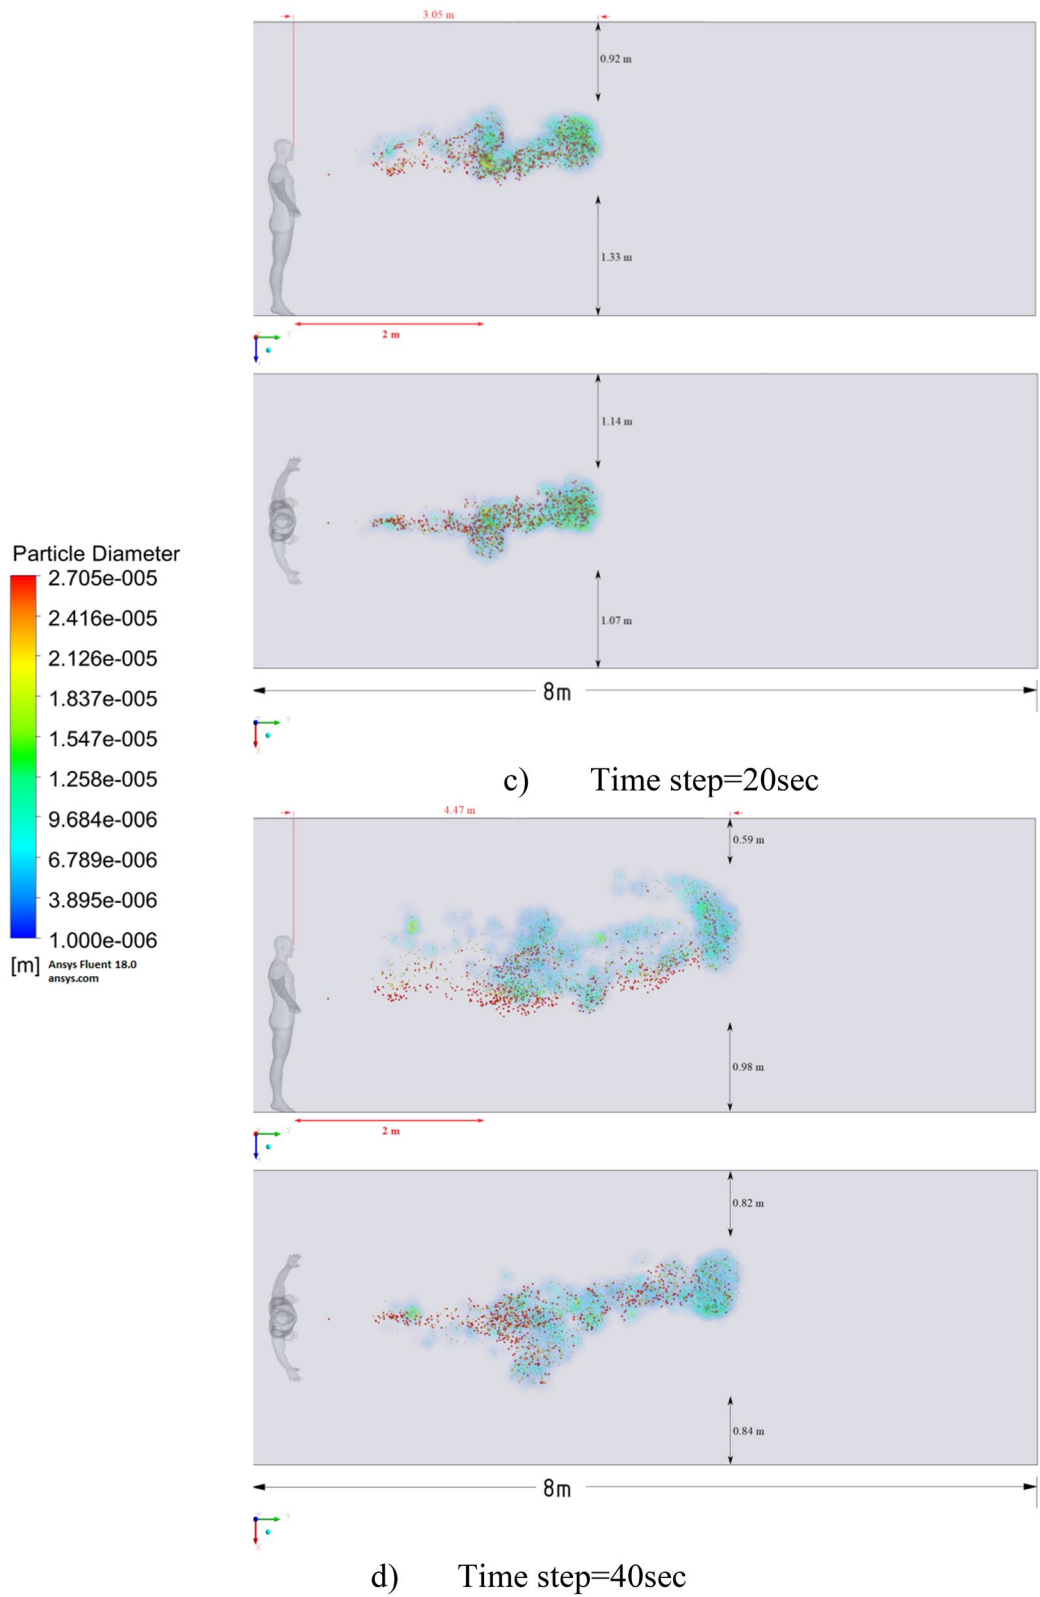 3.05 m
0.92 m
1.33 m
2 m
Y
1.14 m
1.07 m
8m
Y
Particle Diameter
2.705e-005
2.416e-005
2.126e-005
1.837e-005
1.547e-005
1.258e-005
9.684e-006
6.789e-006
3.895e-006
1.000e-006
[m] Ansys Fluent 18.0
ansys.com
c) Time step=20sec
4.47 m
0.59 m
0.98 m
2 m
Y
0.82 m
0.84 m
8m
Y
d) Time step=40sec